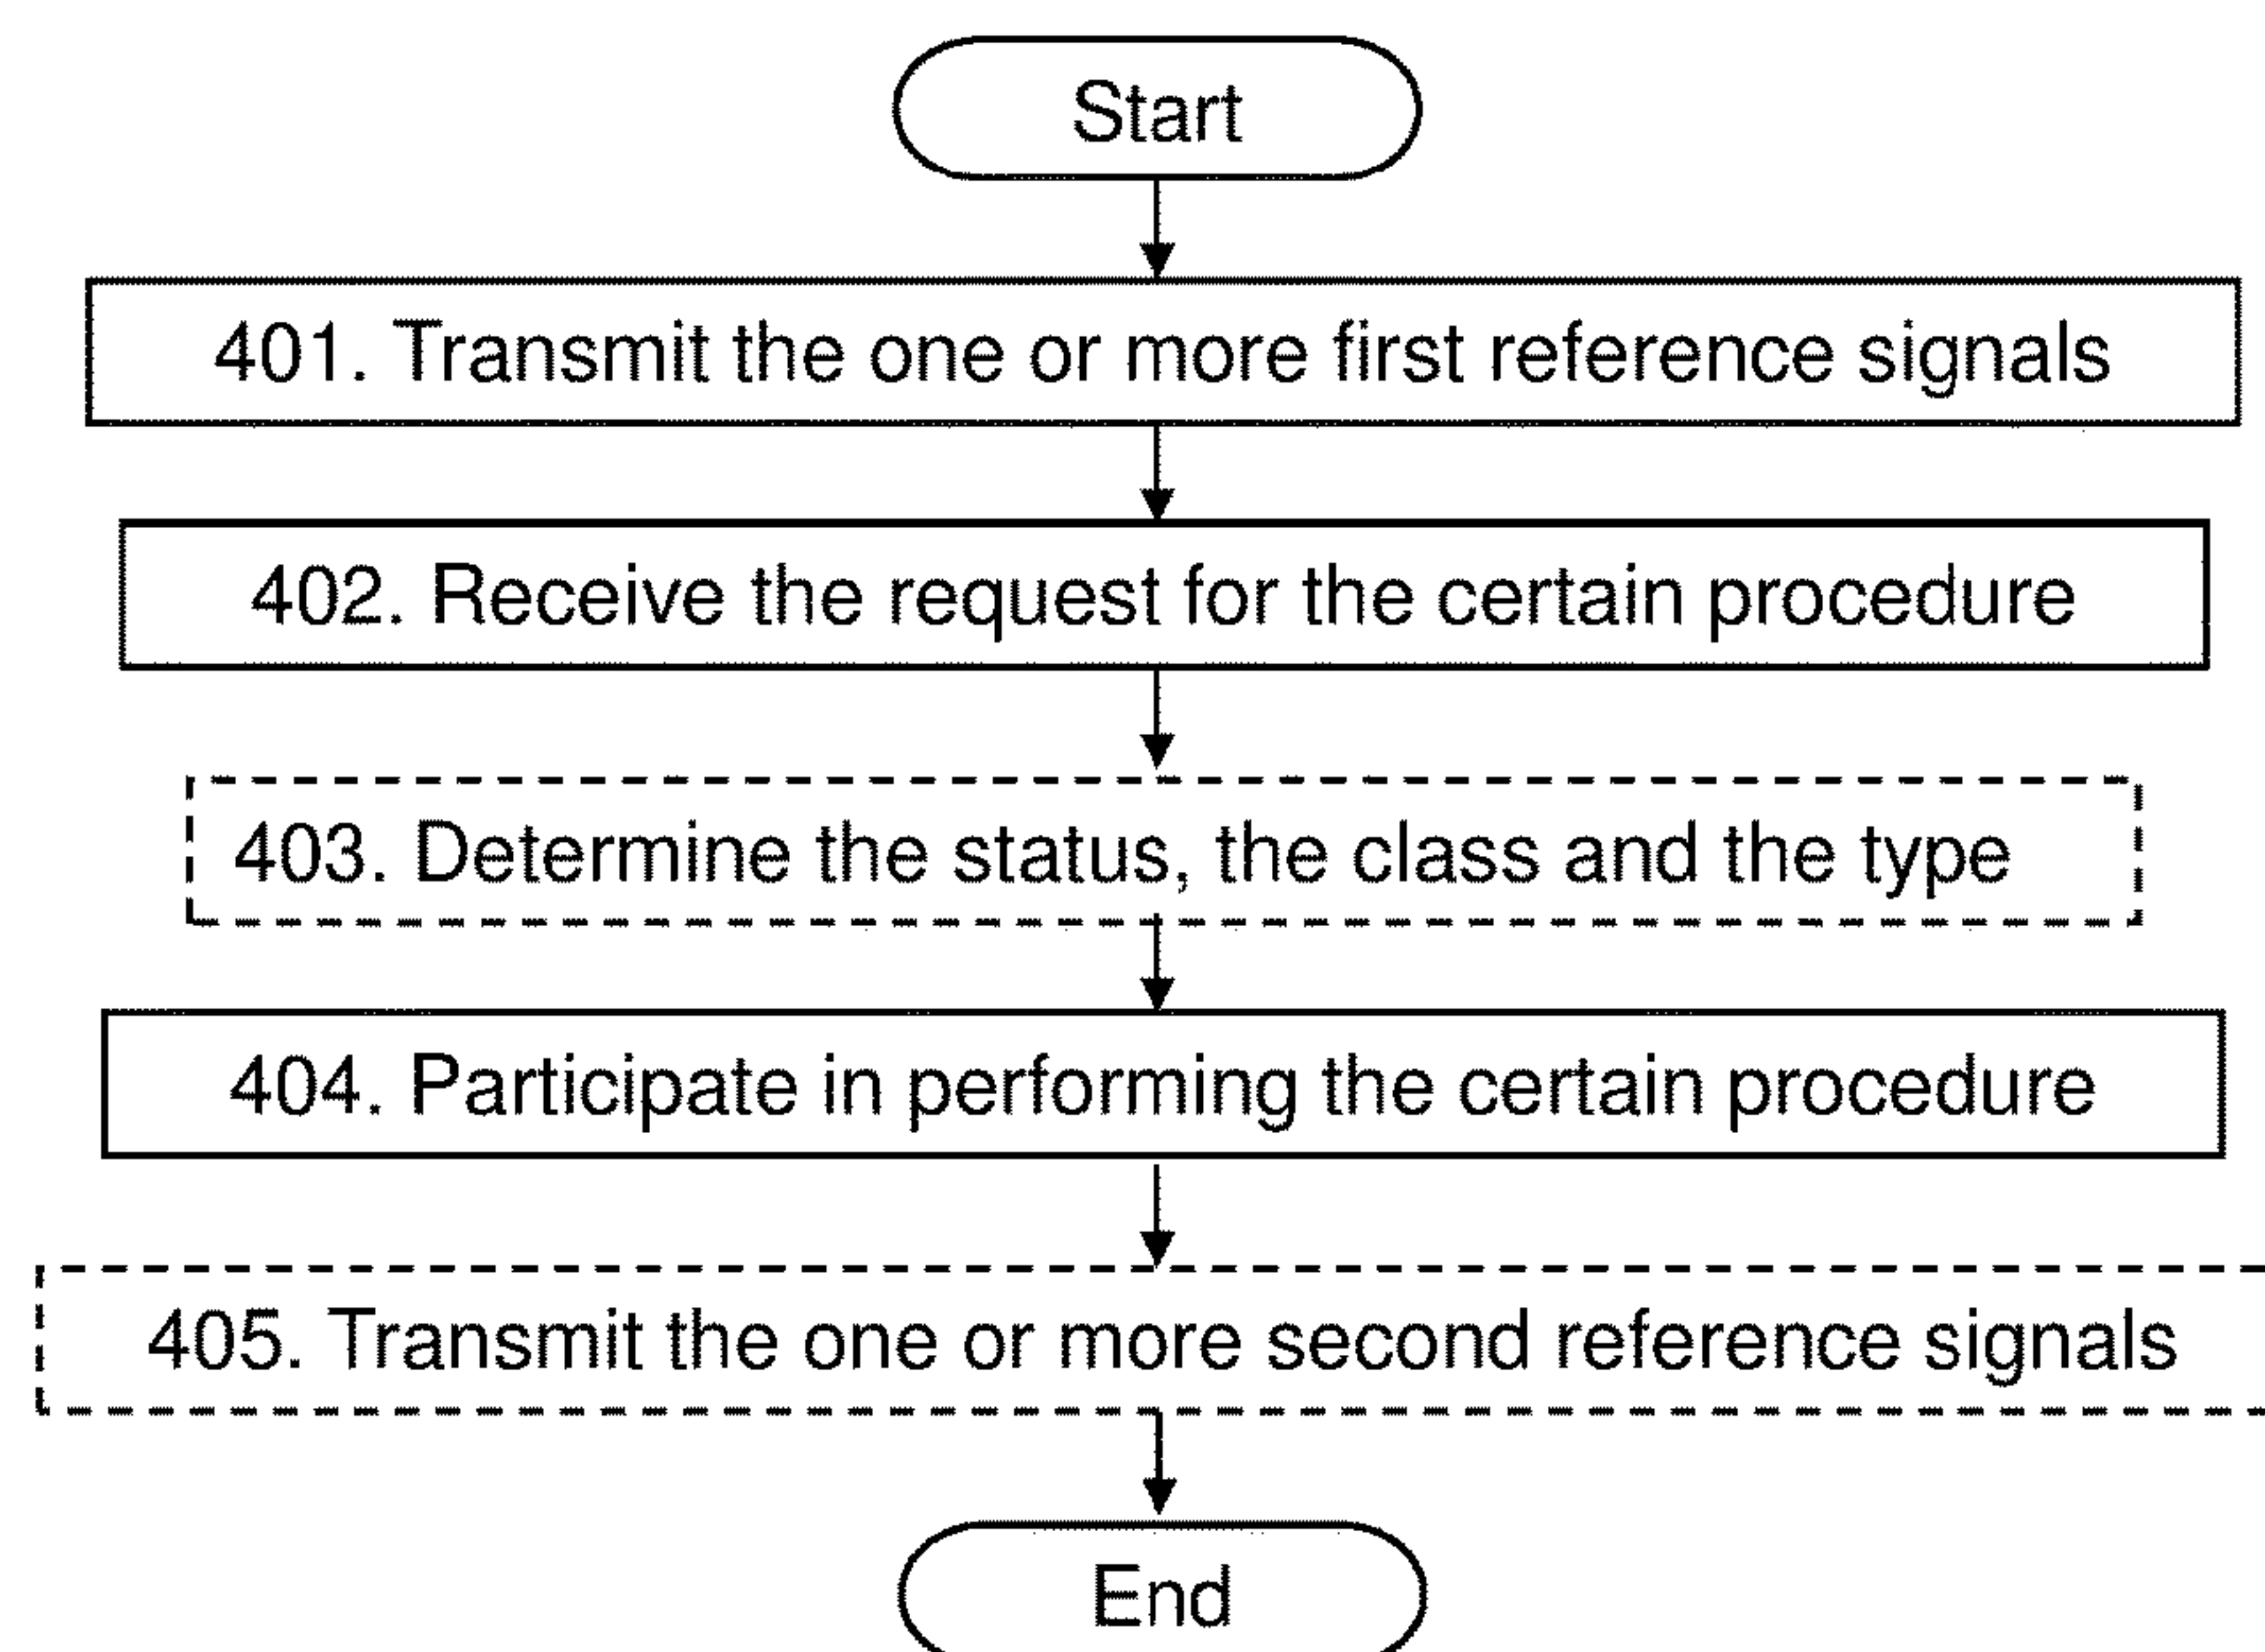 Start
401. Transmit the one or more first reference signals
402. Receive the request for the certain procedure
403. Determine the status, the class and the type
404. Participate in performing the certain procedure
405. Transmit the one or more second reference signals
End